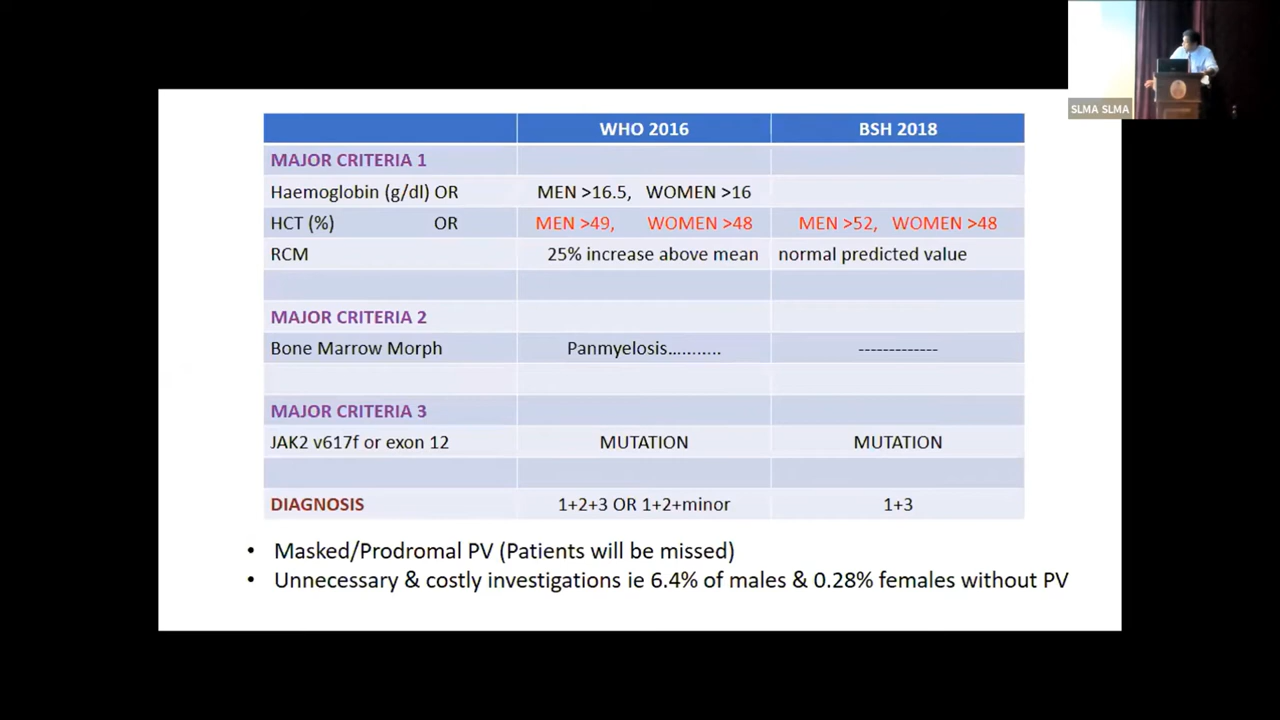 SLMA SLMA
WHO 2016 BSH 2018
MAJOR CRITERIA 1
Haemoglobin (g/dl) OR MEN >16.5, WOMEN >16
HCT (%) OR MEN >49, WOMEN >48 MEN >52, WOMEN >48
RCM 25% increase above mean normal predicted value
MAJOR CRITERIA 2
Bone Marrow Morph Panmyelosis.......... -------------
MAJOR CRITERIA 3
JAK2 v617f or exon 12 MUTATION MUTATION
DIAGNOSIS 1+2+3 OR 1+2+minor 1+3
• Masked/Prodromal PV (Patients will be missed)
• Unnecessary & costly investigations ie 6.4% of males & 0.28% females without PV